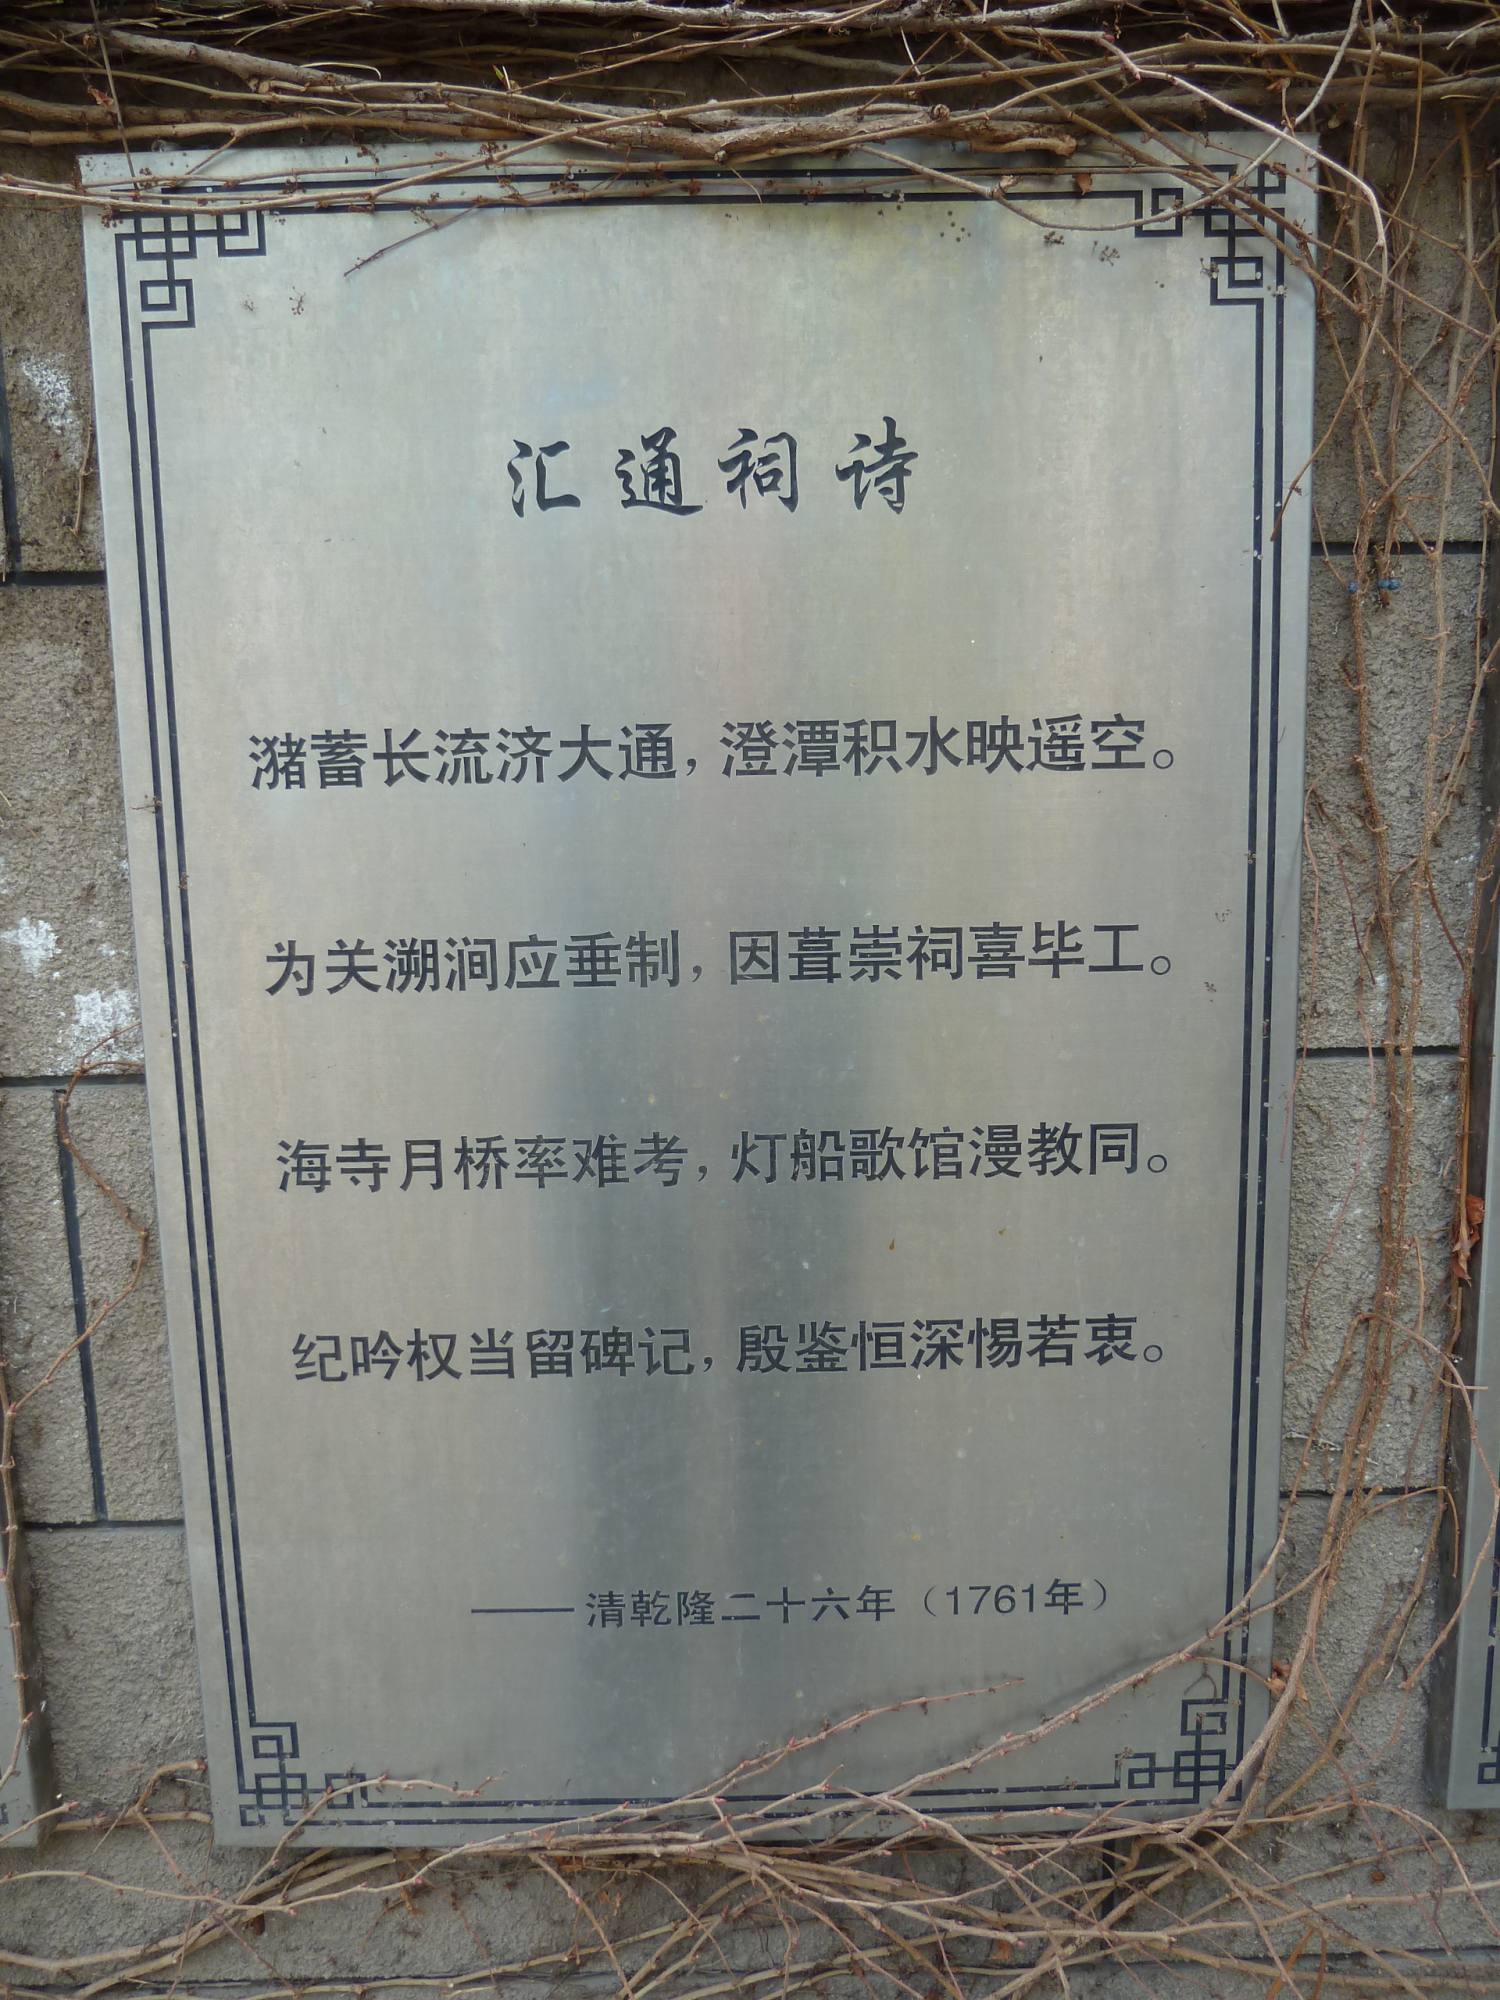 汇通祠诗
潴蓄长流济大通，澄潭积水映遥空。
为关溯涧应垂制，因葺崇祠喜毕工。
海寺月桥率难考，灯船歌馆漫教同。
纪吟权当留碑记，殷鉴恒深惕若衷。
——清乾隆二十六年（1761年）